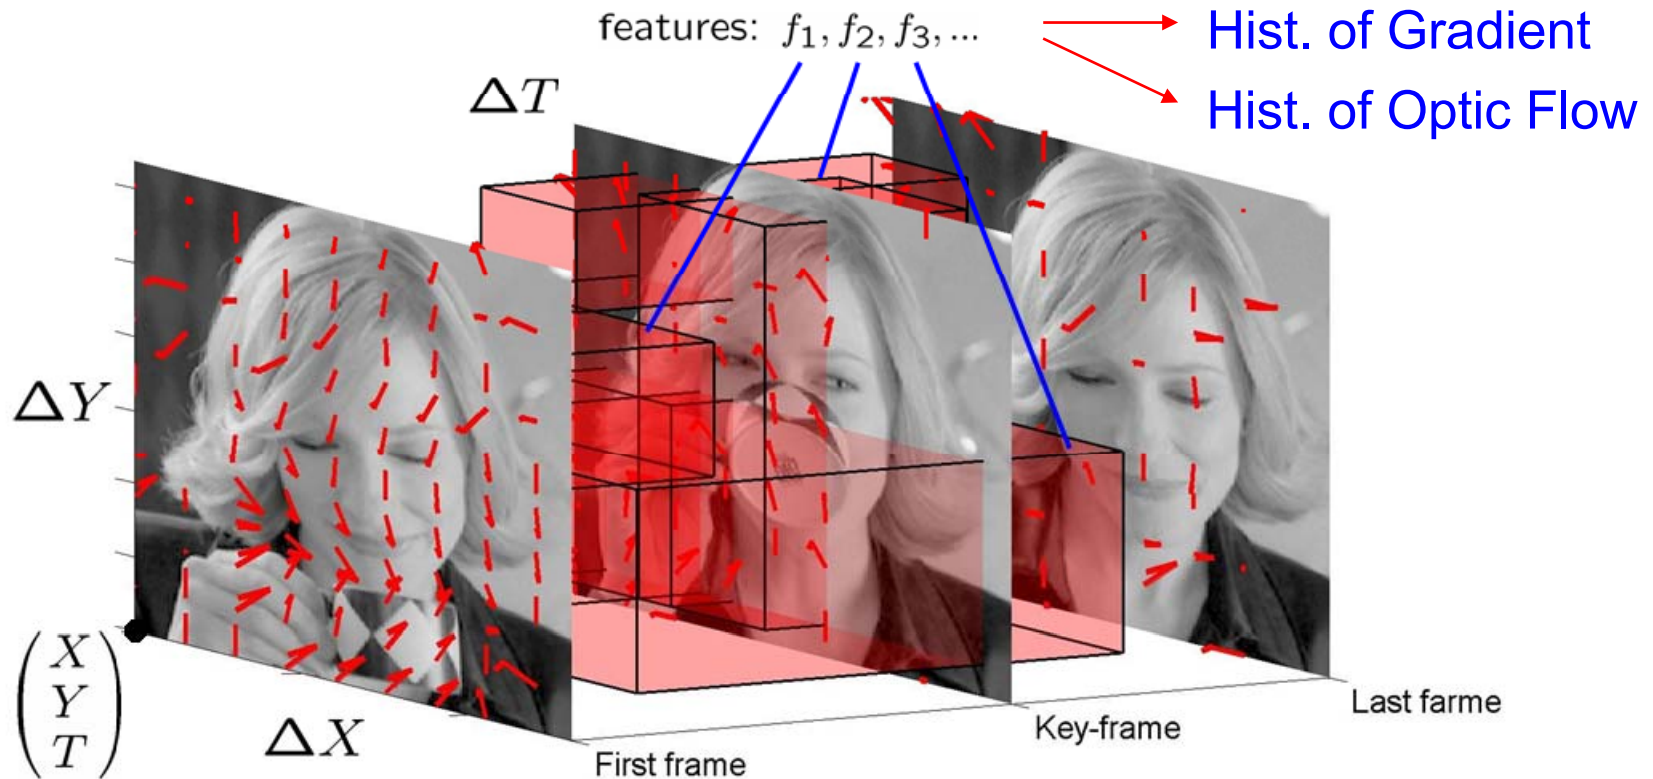 features: f₁, f₂, f₃, ...
Hist. of Gradient
Hist. of Optic Flow
ΔT
ΔY
X
Y
T
ΔX
First frame
Key-frame
Last farme